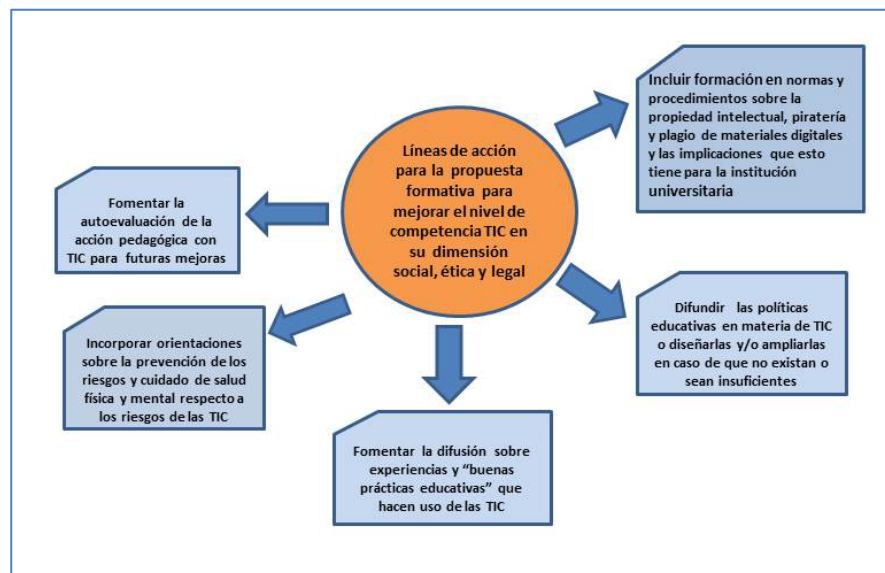 Líneas de acción
para la propuesta
formativa para
mejorar el nivel de
competencia TIC en
su dimensión
social, ética y legal
Incluir formación en normas y
procedimientos sobre la
propiedad intelectual, piratería
y plagio de materiales digitales
y las implicaciones que esto
tiene para la institución
universitaria
Difundir las políticas
educativas en materia de TIC
o diseñarlas y/o ampliarlas
en caso de que no existan o
sean insuficientes
Fomentar la difusión sobre
experiencias y “buenas
prácticas educativas” que
hacen uso de las TIC
Incorporar orientaciones
sobre la prevención de los
riesgos y cuidado de salud
física y mental respecto a
los riesgos de las TIC
Fomentar la
autoevaluación de la
acción pedagógica con
TIC para futuras mejoras